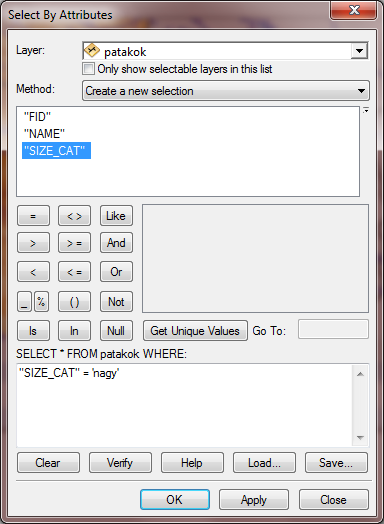 Select By Attributes
Layer: patakok
Only show selectable layers in this list
Method: Create a new selection
"FID"
"NAME"
"SIZE_CAT"
= < > Like
> > = And
< < = Or
_ % ( ) Not
Is In Null Get Unique Values Go To:
SELECT * FROM patakok WHERE:
"SIZE_CAT" = 'nagy'
Clear Verify Help Load... Save...
OK Apply Close